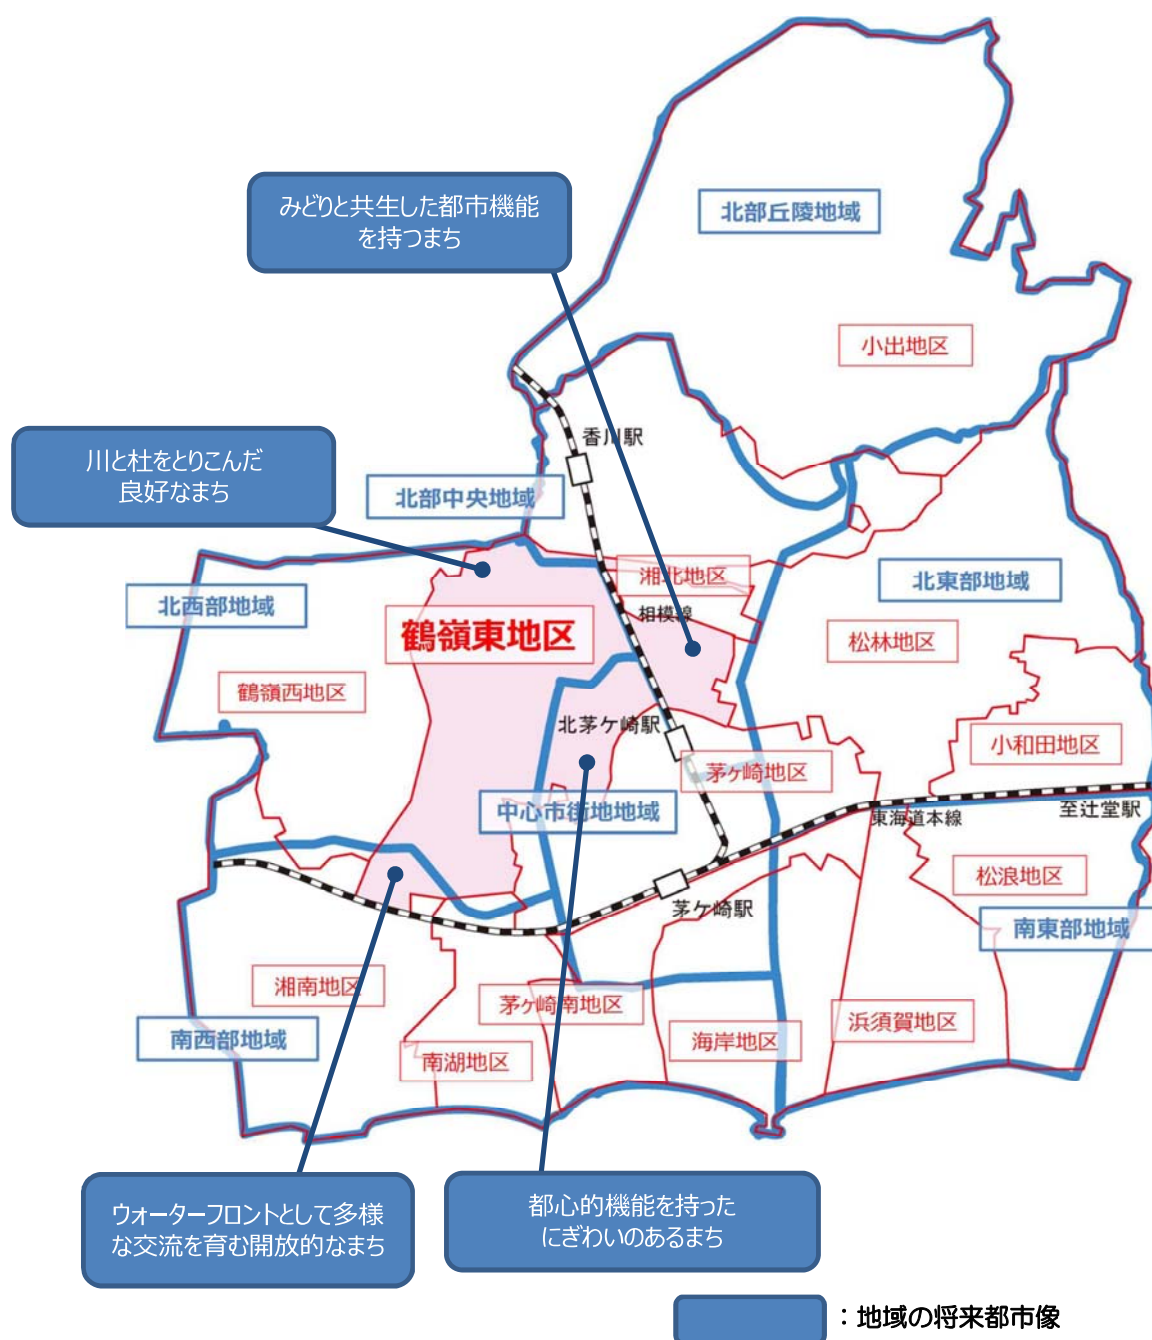 みどりと共生した都市機能
を持つまち
北部丘陵地域
小出地区
香川駅
川と杜をとりこんだ
良好なまち
北部中央地域
湘北地区
北東部地域
北西部地域
相模線
鶴嶺東地区
松林地区
鶴嶺西地区
北茅ケ崎駅
小和田地区
茅ヶ崎地区
中心市街地地域
東海道本線
至辻堂駅
松浪地区
茅ケ崎駅
南東部地域
湘南地区
茅ヶ崎南地区
浜須賀地区
南西部地域
海岸地区
南湖地区
ウォーターフロントとして多様
な交流を育む開放的なまち
都心的機能を持った
にぎわいのあるまち
：地域の将来都市像